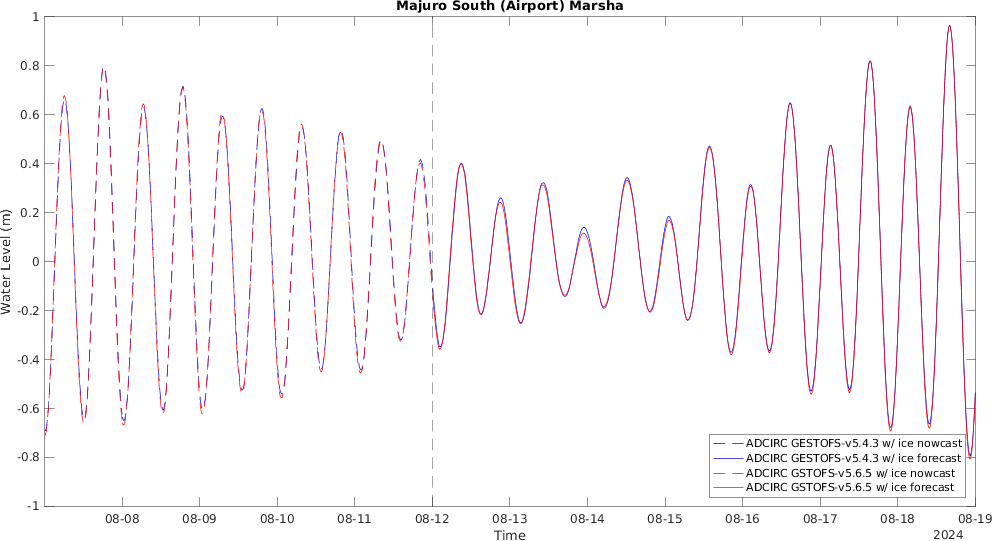 Majuro South (Airport) Marsha
Water Level (m)
1
0.8
0.6
0.4
0.2
0
-0.2
-0.4
-0.6
-0.8
-1
ADCIRC GESTOFS-v5.4.3 w/ ice nowcast
ADCIRC GESTOFS-v5.4.3 w/ ice forecast
ADCIRC GSTOFS-v5.6.5 w/ ice nowcast
ADCIRC GSTOFS-v5.6.5 w/ ice forecast
08-08 08-09 08-10 08-11 08-12 08-13 08-14 08-15 08-16 08-17 08-18 08-19
Time
2024